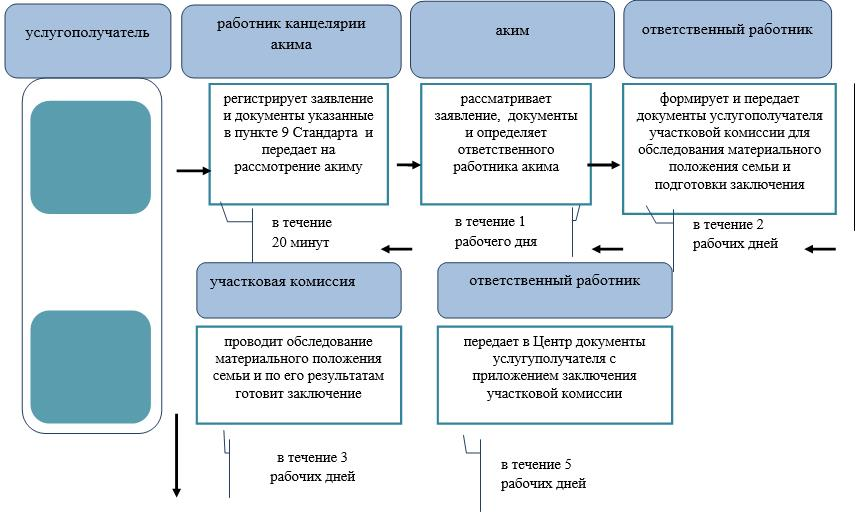 услугополучатель
работник канцелярии
акима
аким
ответственный работник
регистрирует заявление
и документы указанные
в пункте 9 Стандарта и
передает на
рассмотрение акиму
рассматривает
заявление, документы
и определяет
ответственного
работника акима
формирует и передает
документы услугополучателя
участковой комиссии для
обследования материального
положения семьи и
подготовки заключения
в течение
20 минут
в течение 1
рабочего дня
в течение 2
рабочих дней
участковая комиссия
ответственный работник
проводит обследование
материального положения
семьи и по его результатам
готовит заключение
передает в Центр документы
услугуполучателя с
приложением заключения
участковой комиссии
в течение 3
рабочих дней
в течение 5
рабочих дней